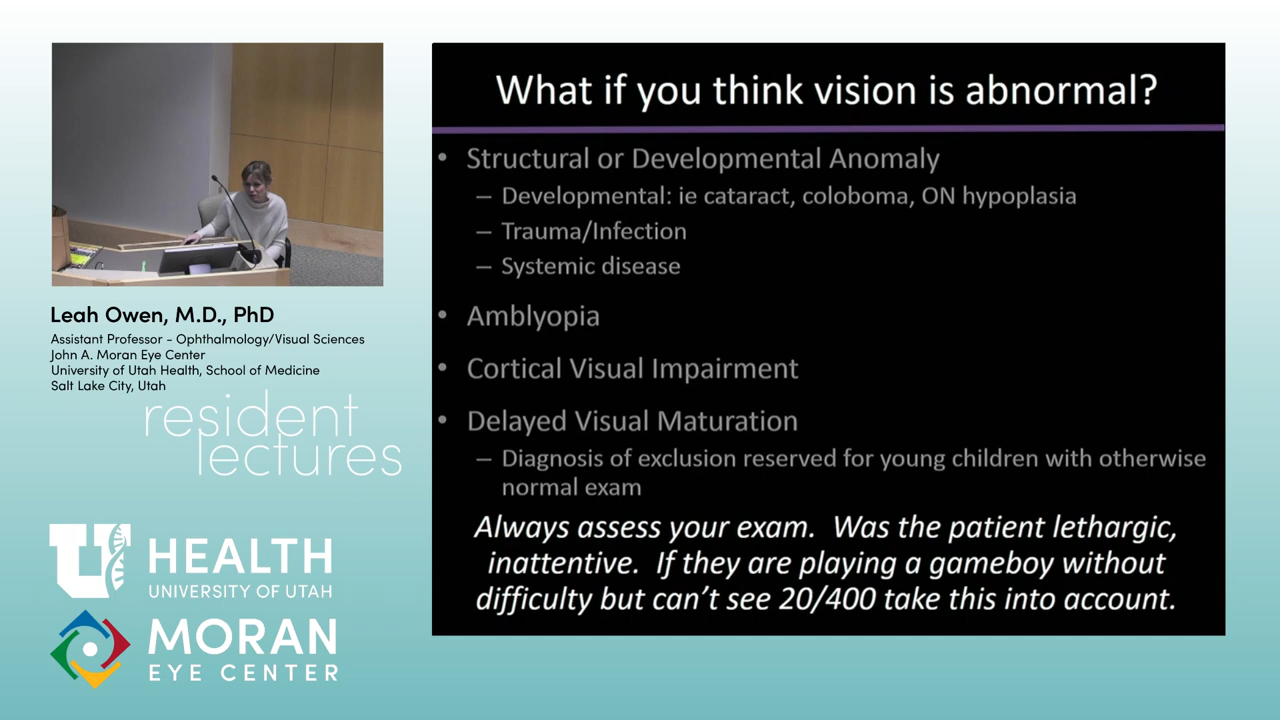 Leah Owen, M.D., PhD
Assistant Professor - Ophthalmology/Visual Sciences
John A. Moran Eye Center
University of Utah Health, School of Medicine
Salt Lake City, Utah
resident
lectures
U
HEALTH
UNIVERSITY OF UTAH
MORAN
EYE CENTER
What if you think vision is abnormal?
• Structural or Developmental Anomaly
– Developmental: ie cataract, coloboma, ON hypoplasia
– Trauma/Infection
– Systemic disease
• Amblyopia
• Cortical Visual Impairment
• Delayed Visual Maturation
– Diagnosis of exclusion reserved for young children with otherwise
normal exam
Always assess your exam.  Was the patient lethargic,
inattentive.  If they are playing a gameboy without
difficulty but can't see 20/400 take this into account.